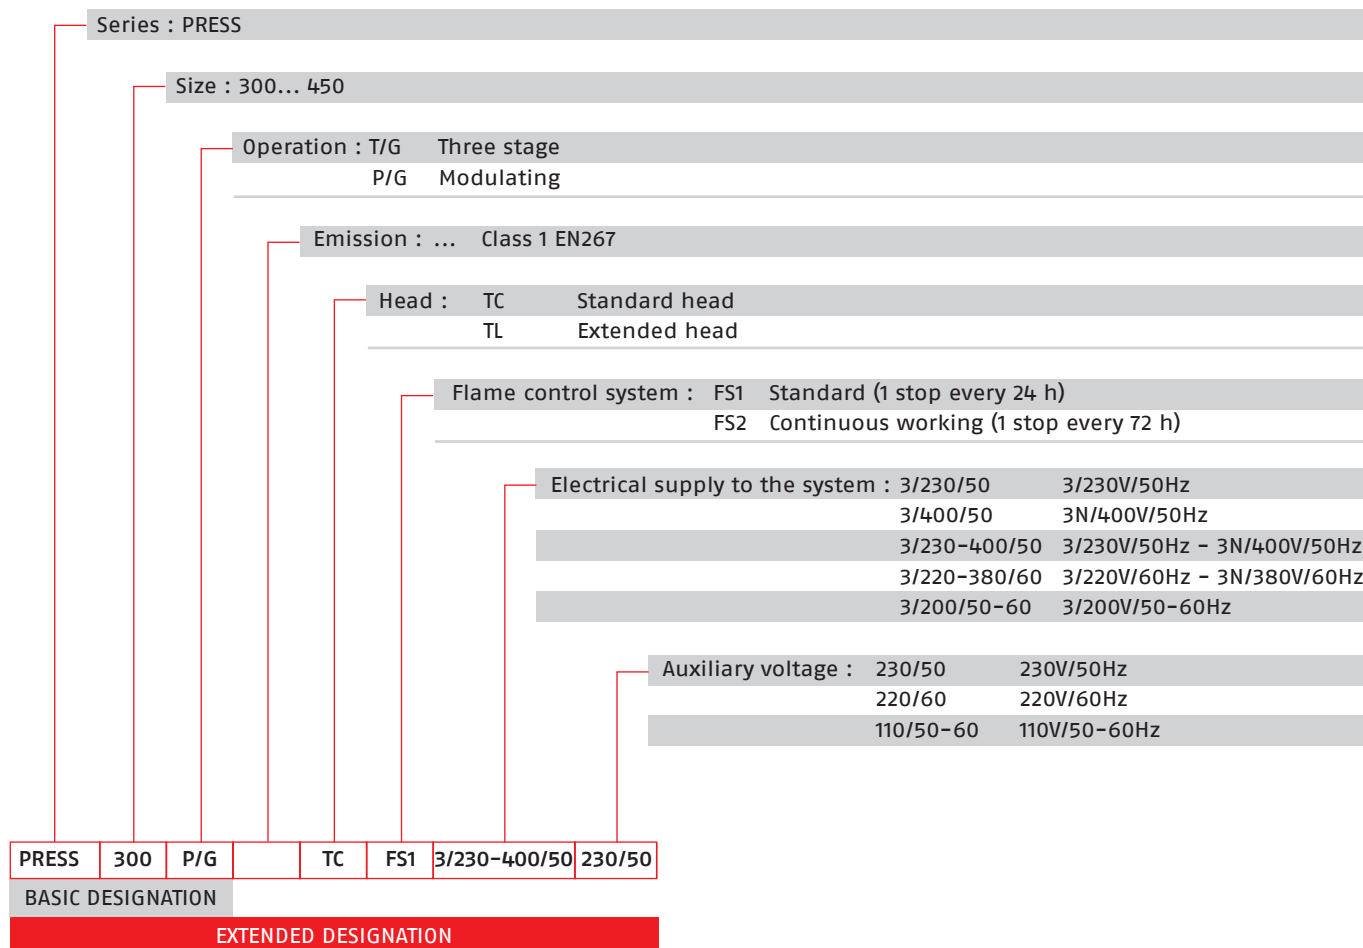 Series : PRESS
Size : 300... 450
Operation : T/G Three stage
P/G Modulating
Emission : ... Class 1 EN267
Head : TC Standard head
TL Extended head
Flame control system : FS1 Standard (1 stop every 24 h)
FS2 Continuous working (1 stop every 72 h)
Electrical supply to the system : 3/230/50 3/230V/50Hz
3/400/50 3N/400V/50Hz
3/230-400/50 3/230V/50Hz - 3N/400V/50Hz
3/220-380/60 3/220V/60Hz - 3N/380V/60Hz
3/200/50-60 3/200V/50-60Hz
Auxiliary voltage : 230/50 230V/50Hz
220/60 220V/60Hz
110/50-60 110V/50-60Hz
PRESS 300 P/G TC FS1 3/230-400/50 230/50
BASIC DESIGNATION
EXTENDED DESIGNATION